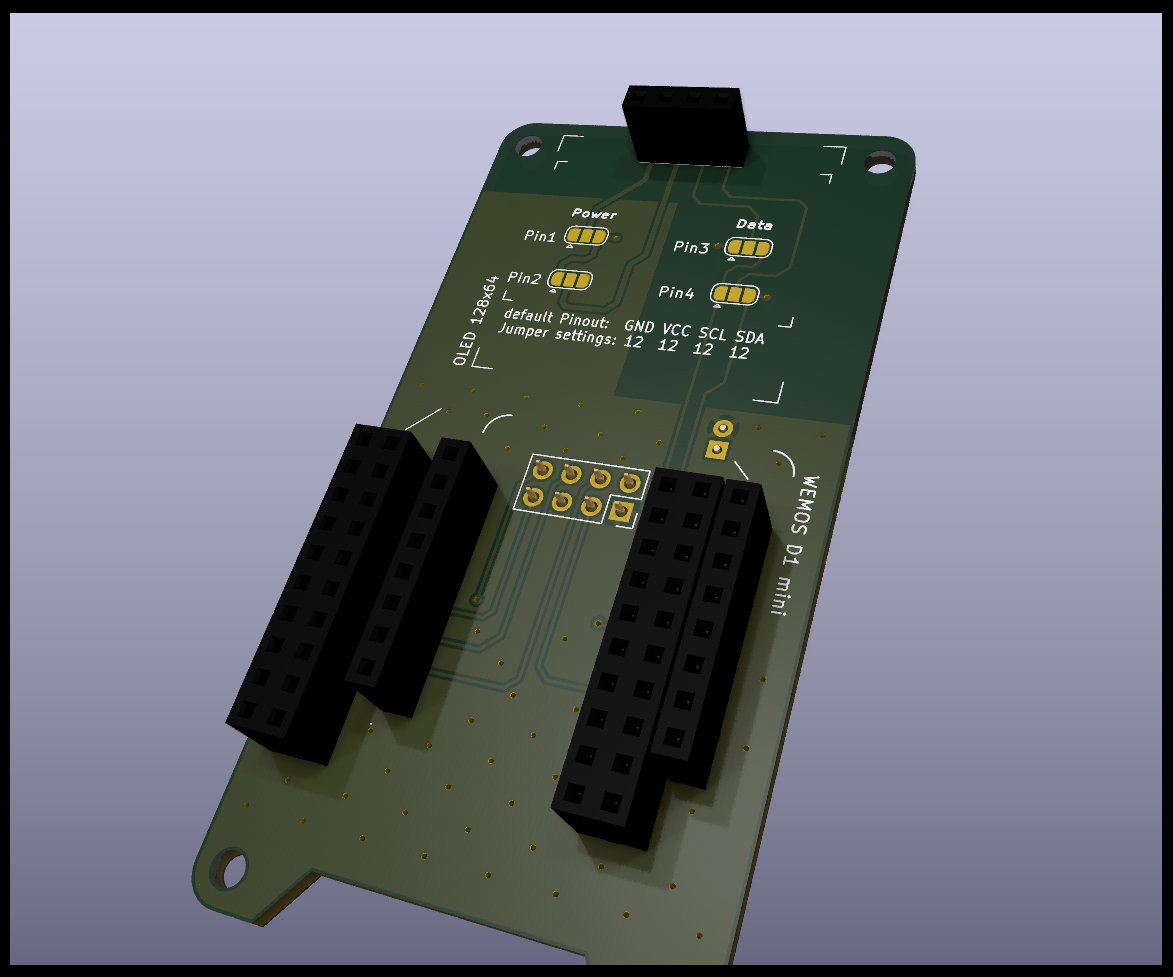 Power
Data
Pin1
Pin3
Pin2
Pin4
OLED 128x64
default Pinout: GND VCC SCL SDA
Jumper settings: 12 12 12 12
WEMOS D1 mini